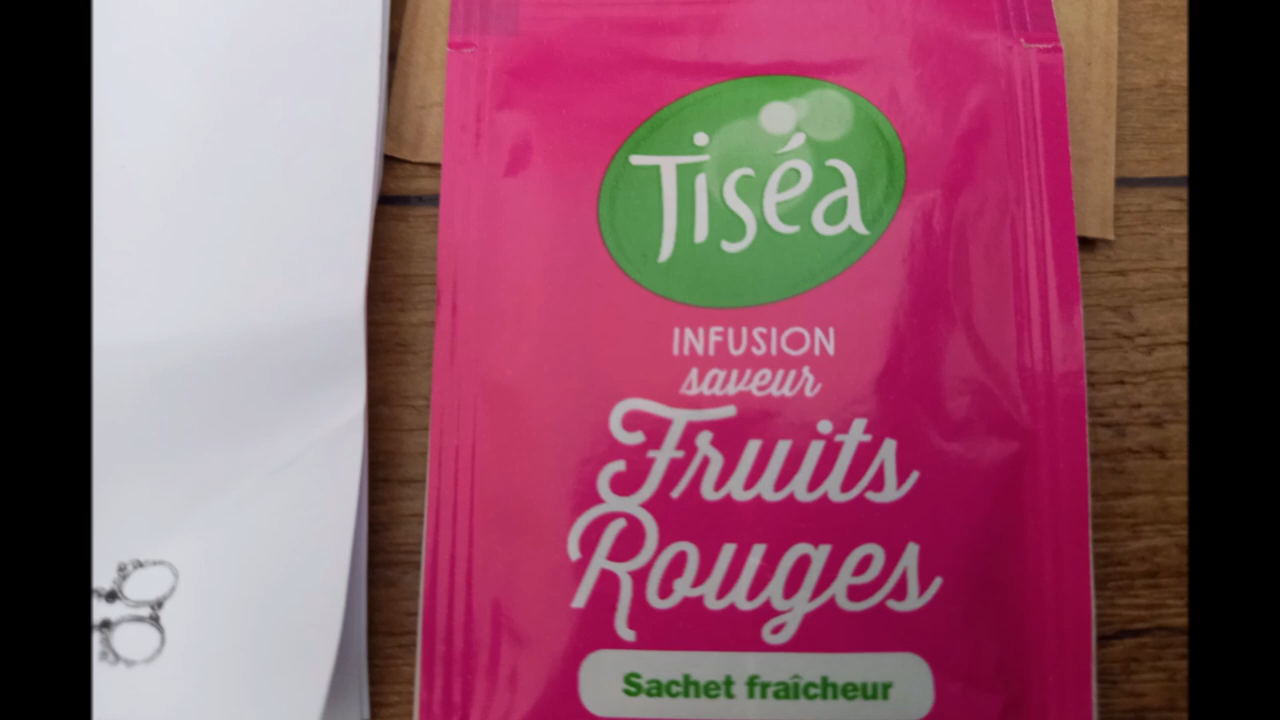 Tiséa
INFUSION
saveur
Fruits
Rouges
Sachet fraîcheur